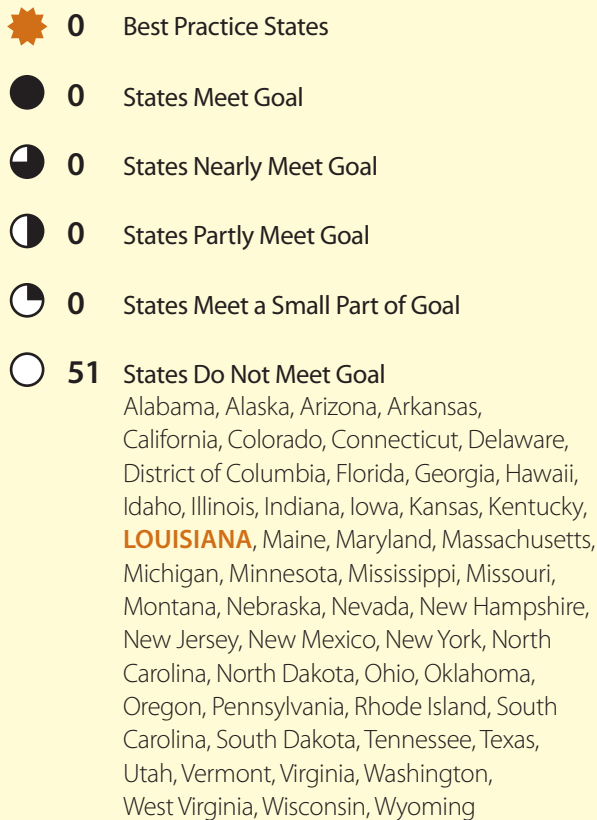 0 Best Practice States
0 States Meet Goal
0 States Nearly Meet Goal
0 States Partly Meet Goal
0 States Meet a Small Part of Goal
51 States Do Not Meet Goal
Alabama, Alaska, Arizona, Arkansas,
California, Colorado, Connecticut, Delaware,
District of Columbia, Florida, Georgia, Hawaii,
Idaho, Illinois, Indiana, Iowa, Kansas, Kentucky,
LOUISIANA, Maine, Maryland, Massachusetts,
Michigan, Minnesota, Mississippi, Missouri,
Montana, Nebraska, Nevada, New Hampshire,
New Jersey, New Mexico, New York, North
Carolina, North Dakota, Ohio, Oklahoma,
Oregon, Pennsylvania, Rhode Island, South
Carolina, South Dakota, Tennessee, Texas,
Utah, Vermont, Virginia, Washington,
West Virginia, Wisconsin, Wyoming